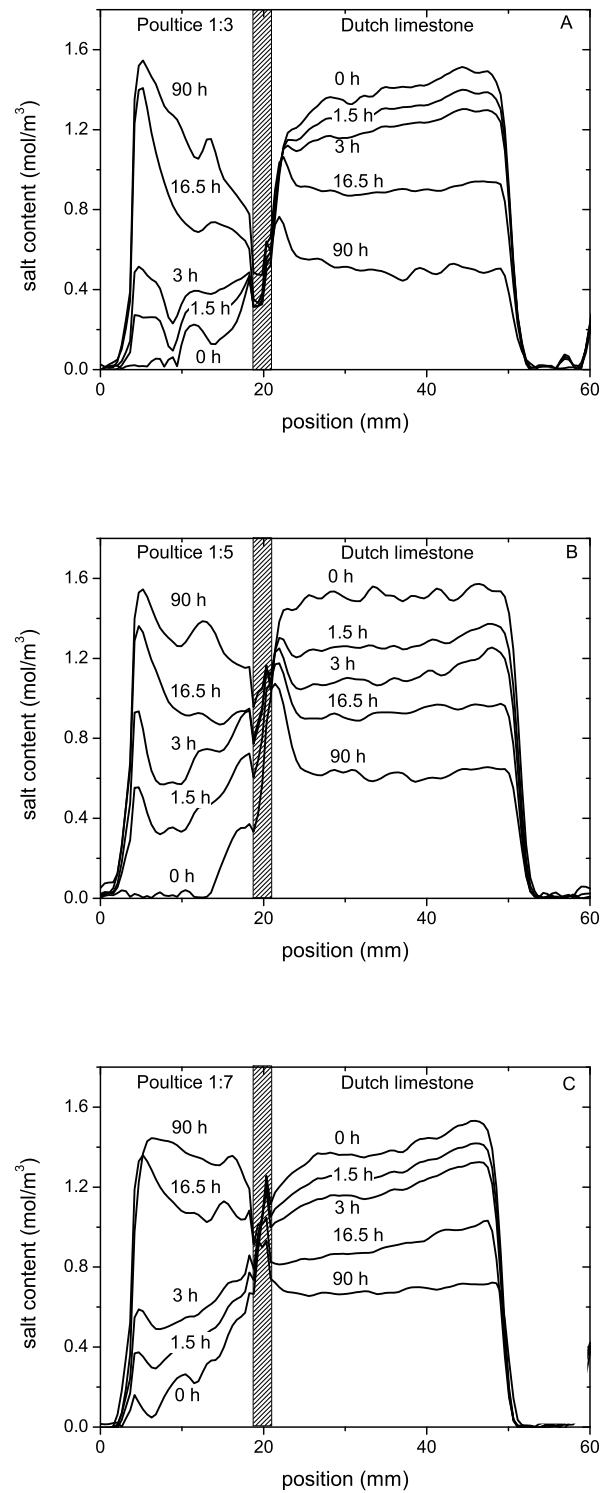 Poultice 1:3 Dutch limestone A
1.6
1.2
0.8
0.4
0.0
salt content (mol/m³)
90 h
16.5 h
3 h
1.5 h
0 h
0 h
1.5 h
3 h
16.5 h
90 h
0 20 40 60
position (mm)
Poultice 1:5 Dutch limestone B
1.6
1.2
0.8
0.4
0.0
salt content (mol/m³)
90 h
16.5 h
3 h
1.5 h
0 h
0 h
1.5 h
3 h
16.5 h
90 h
0 20 40 60
position (mm)
Poultice 1:7 Dutch limestone C
1.6
1.2
0.8
0.4
0.0
salt content (mol/m³)
90 h
16.5 h
3 h
1.5 h
0 h
0 h
1.5 h
3 h
16.5 h
90 h
0 20 40 60
position (mm)